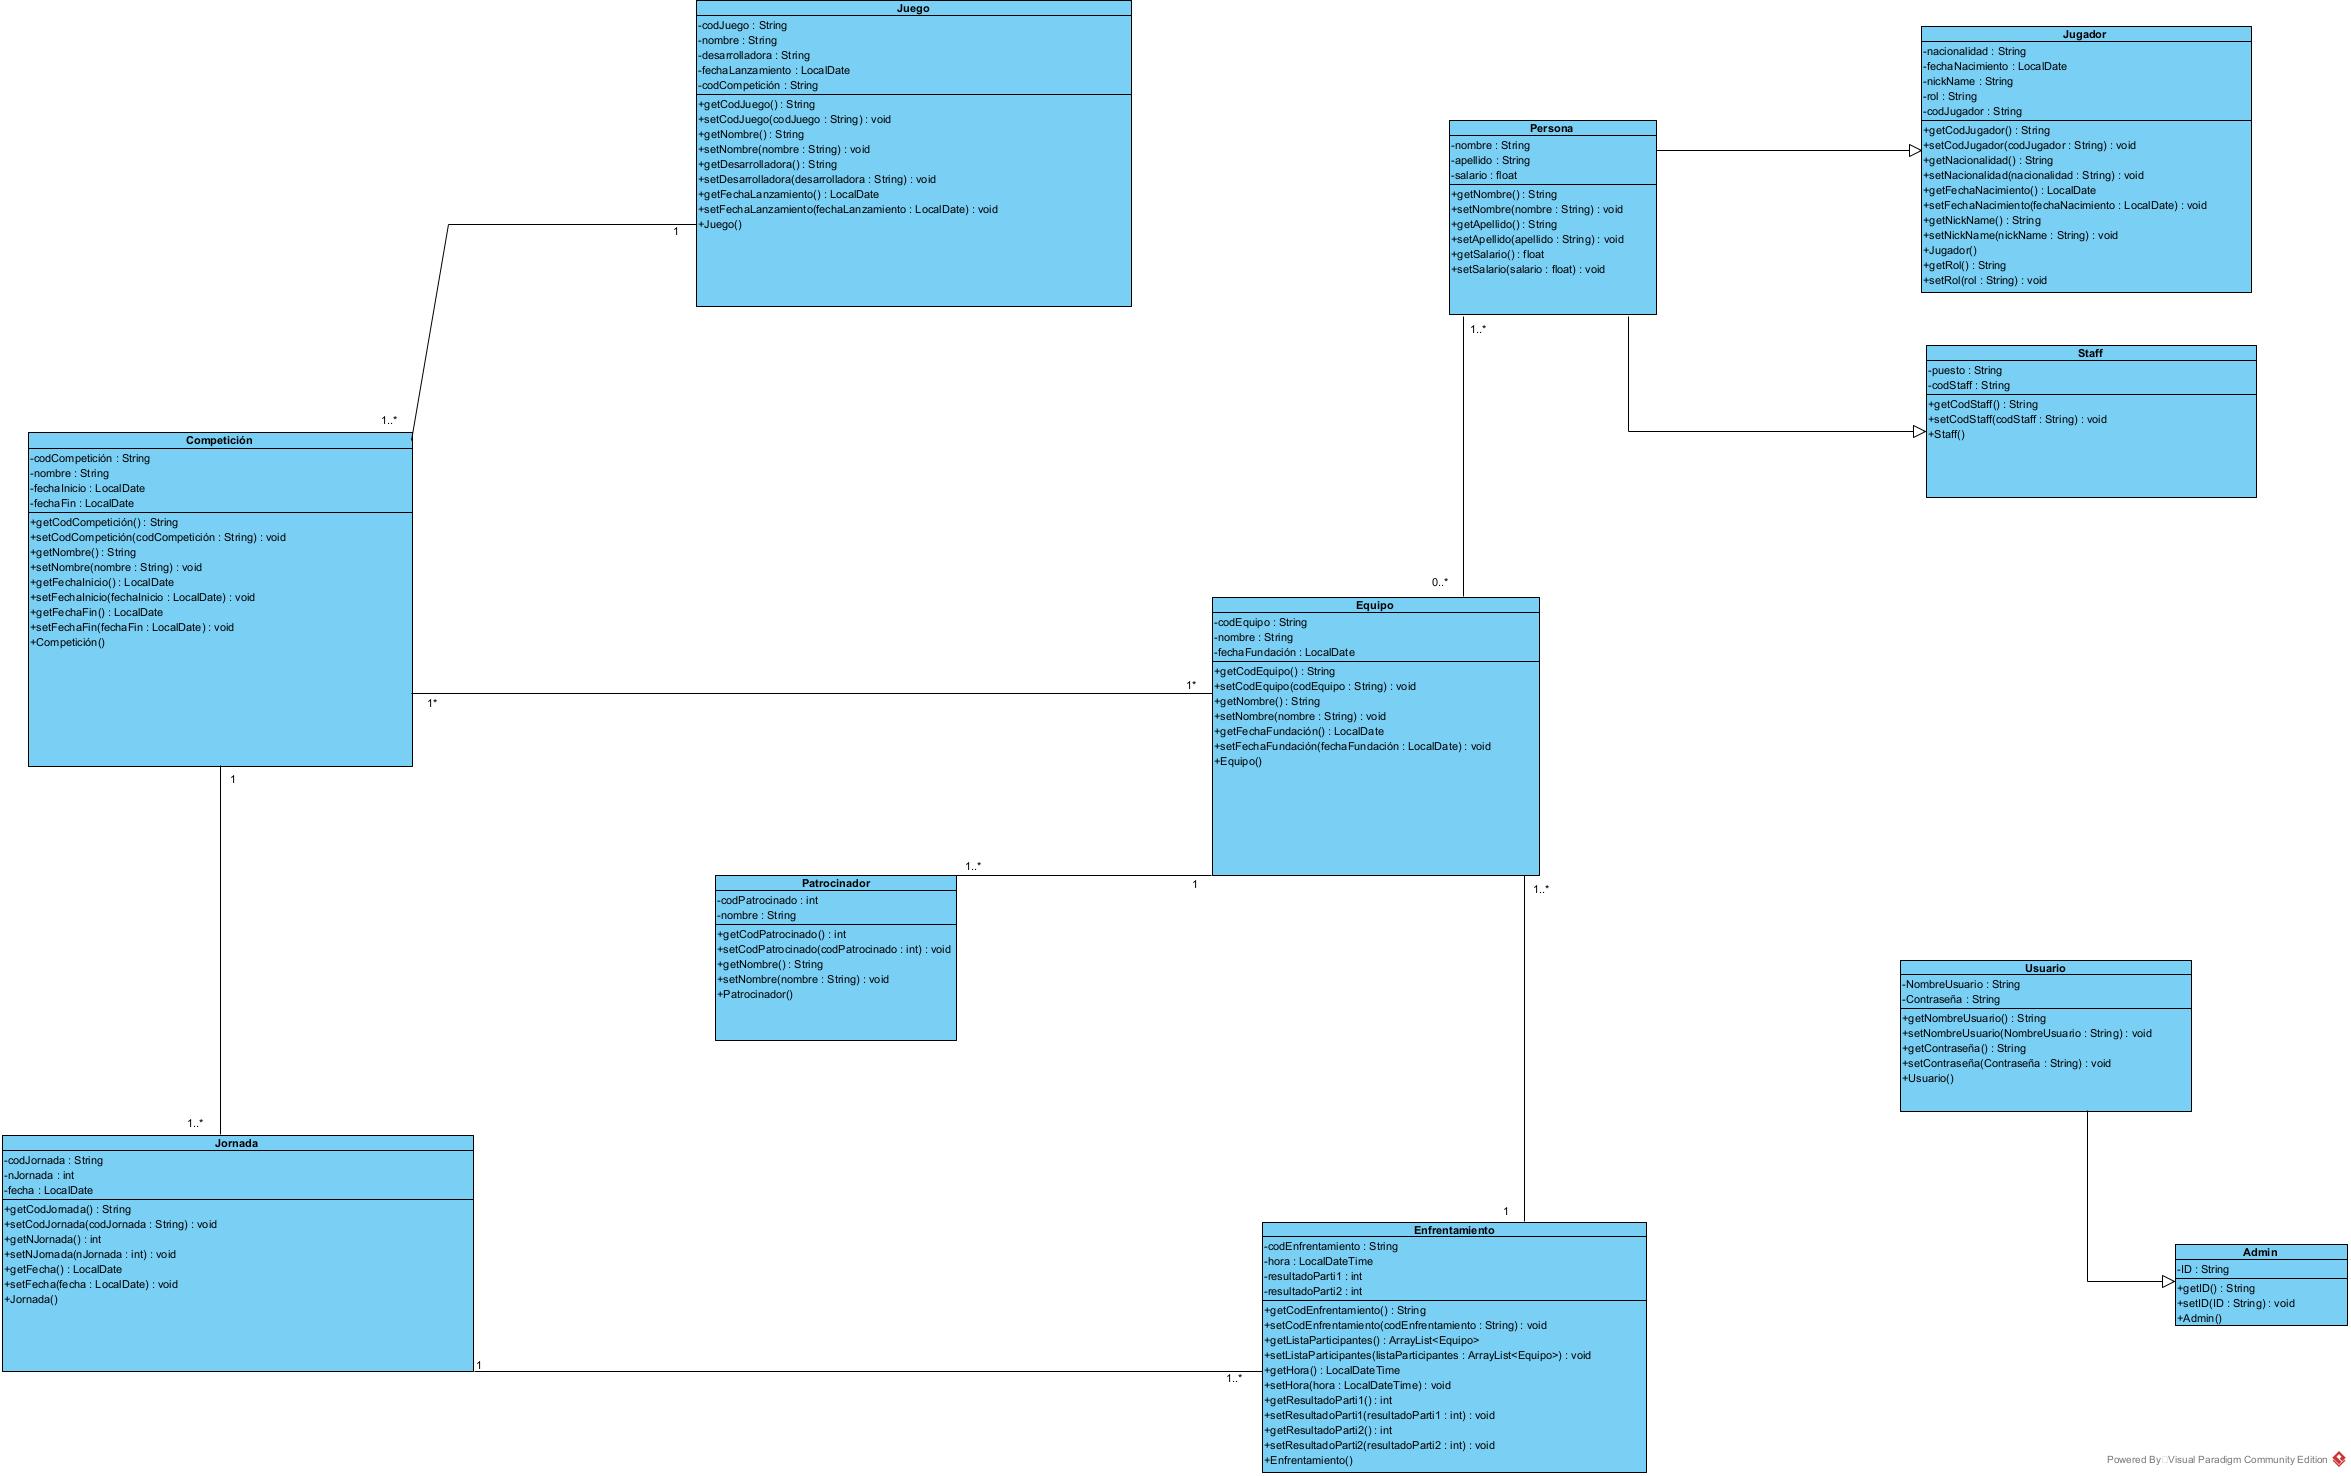 Juego
-codJuego : String
-nombre : String
-desarrolladora : String
-fechaLanzamiento : LocalDate
-codCompetición : String
+getCodJuego() : String
+setCodJuego(codJuego : String) : void
+getNombre() : String
+setNombre(nombre : String) : void
+getDesarrolladora() : String
+setDesarrolladora(desarrolladora : String) : void
+getFechaLanzamiento() : LocalDate
+setFechaLanzamiento(fechaLanzamiento : LocalDate) : void
+Juego()
1
1..*
Jugador
-nacionalidad : String
-fechaNacimiento : LocalDate
-nickName : String
-rol : String
-codJugador : String
+getCodJugador() : String
+setCodJugador(codJugador : String) : void
+getNacionalidad() : String
+setNacionalidad(nacionalidad : String) : void
+getFechaNacimiento() : LocalDate
+setFechaNacimiento(fechaNacimiento : LocalDate) : void
+getNickName() : String
+setNickName(nickName : String) : void
+Jugador()
+getRol() : String
+setRol(rol : String) : void
Persona
-nombre : String
-apellido : String
-salario : float
+getNombre() : String
+setNombre(nombre : String) : void
+getApellido() : String
+setApellido(apellido : String) : void
+getSalario() : float
+setSalario(salario : float) : void
1..*
0..*
Staff
-puesto : String
-codStaff : String
+getCodStaff() : String
+setCodStaff(codStaff : String) : void
+Staff()
Competición
-codCompetición : String
-nombre : String
-fechaInicio : LocalDate
-fechaFin : LocalDate
+getCodCompetición() : String
+setCodCompetición(codCompetición : String) : void
+getNombre() : String
+setNombre(nombre : String) : void
+getFechaInicio() : LocalDate
+setFechaInicio(fechaInicio : LocalDate) : void
+getFechaFin() : LocalDate
+setFechaFin(fechaFin : LocalDate) : void
+Competición()
1*
1*
Equipo
-codEquipo : String
-nombre : String
-fechaFundación : LocalDate
+getCodEquipo() : String
+setCodEquipo(codEquipo : String) : void
+getNombre() : String
+setNombre(nombre : String) : void
+getFechaFundación() : LocalDate
+setFechaFundación(fechaFundación : LocalDate) : void
+Equipo()
1
1..*
1..*
1
1..*
1
Patrocinador
-codPatrocinado : int
-nombre : String
+getCodPatrocinado() : int
+setCodPatrocinado(codPatrocinado : int) : void
+getNombre() : String
+setNombre(nombre : String) : void
+Patrocinador()
Usuario
-NombreUsuario : String
-Contraseña : String
+getNombreUsuario() : String
+setNombreUsuario(NombreUsuario : String) : void
+getContraseña() : String
+setContraseña(Contraseña : String) : void
+Usuario()
Jornada
-codJornada : String
-nJornada : int
-fecha : LocalDate
+getCodJornada() : String
+setCodJornada(codJornada : String) : void
+getNJornada() : int
+setNJornada(nJornada : int) : void
+getFecha() : LocalDate
+setFecha(fecha : LocalDate) : void
+Jornada()
1
1..*
Enfrentamiento
-codEnfrentamiento : String
-hora : LocalDateTime
-resultadoParti1 : int
-resultadoParti2 : int
+getCodEnfrentamiento() : String
+setCodEnfrentamiento(codEnfrentamiento : String) : void
+getListaParticipantes() : ArrayList<Equipo>
+setListaParticipantes(listaParticipantes : ArrayList<Equipo>) : void
+getHora() : LocalDateTime
+setHora(hora : LocalDateTime) : void
+getResultadoParti1() : int
+setResultadoParti1(resultadoParti1 : int) : void
+getResultadoParti2() : int
+setResultadoParti2(resultadoParti2 : int) : void
+Enfrentamiento()
Admin
-ID : String
+getID() : String
+setID(ID : String) : void
+Admin()
Powered By Visual Paradigm Community Edition